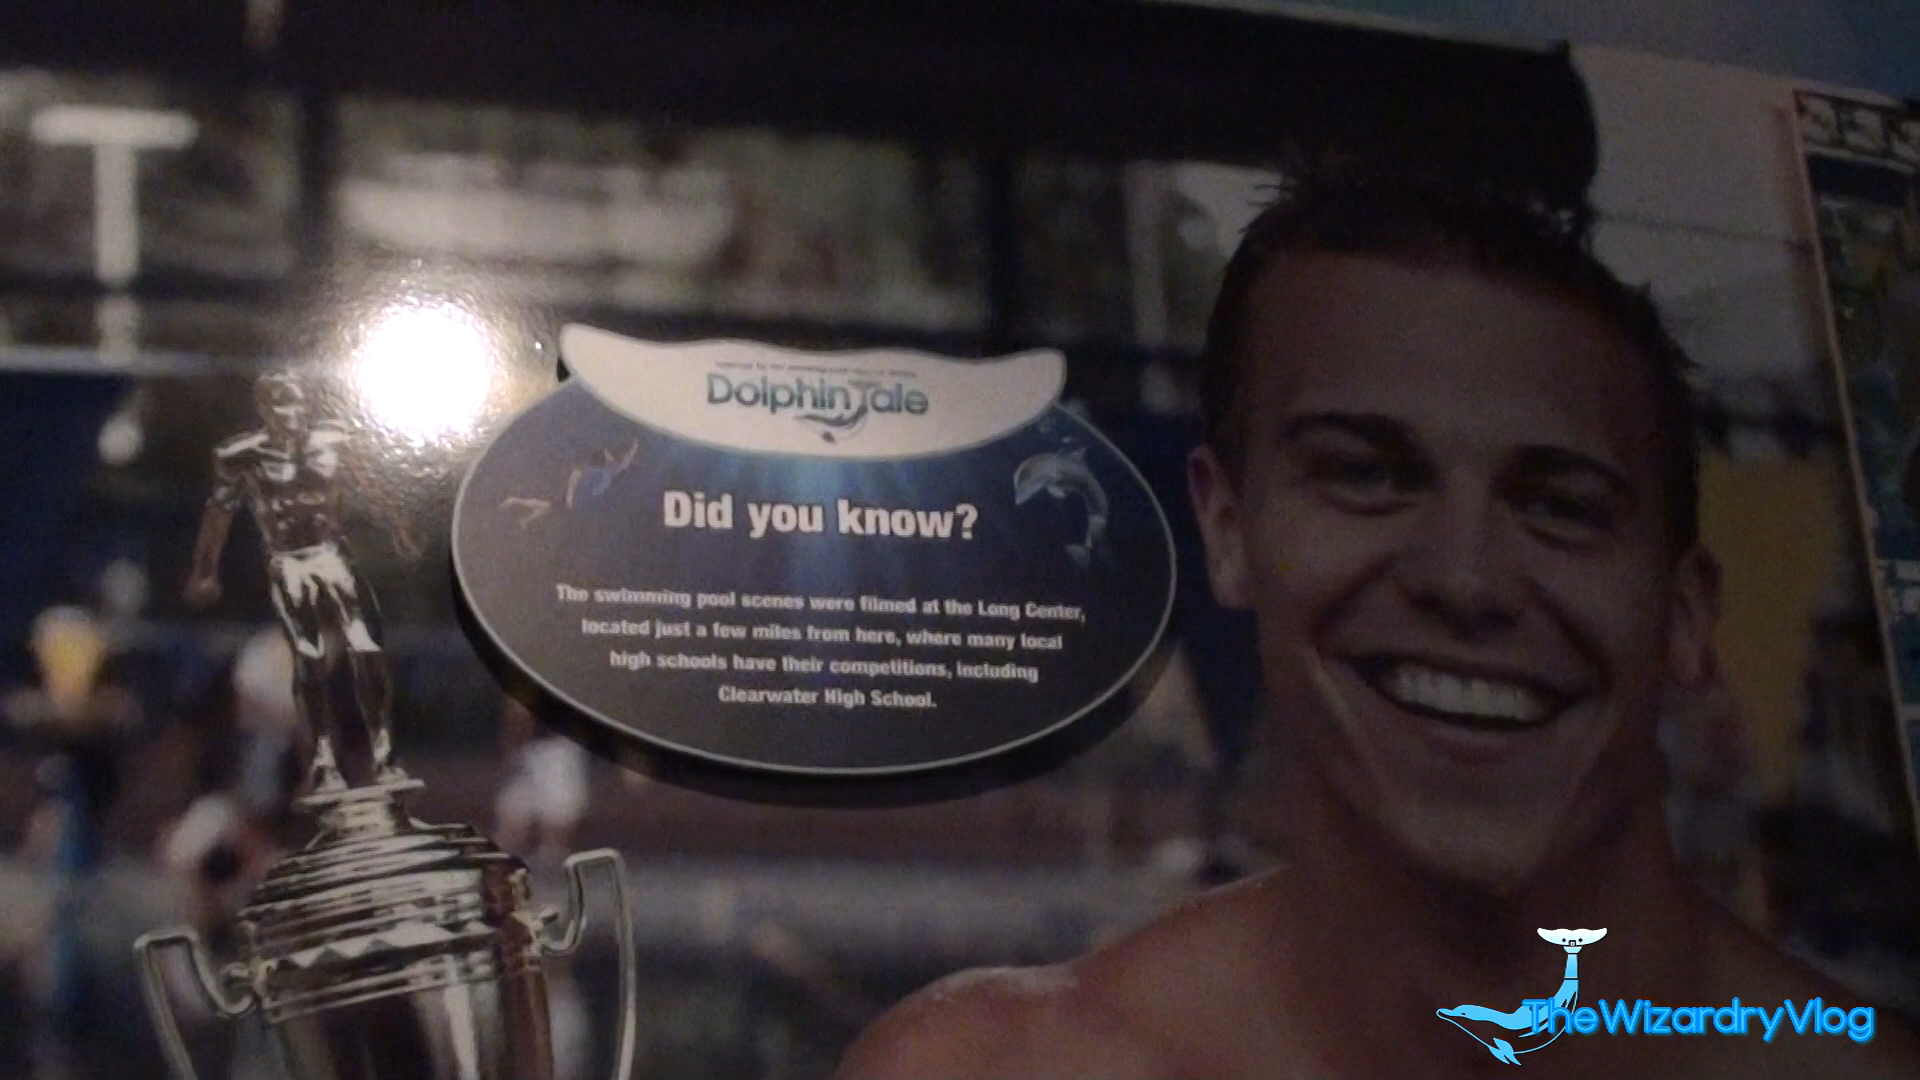 Dolphin Tale
Did you know?
The swimming pool scenes were filmed at the Long Center,
located just a few miles from here, where many local
high schools have their competitions, including
Clearwater High School.
TheWizardryVlog